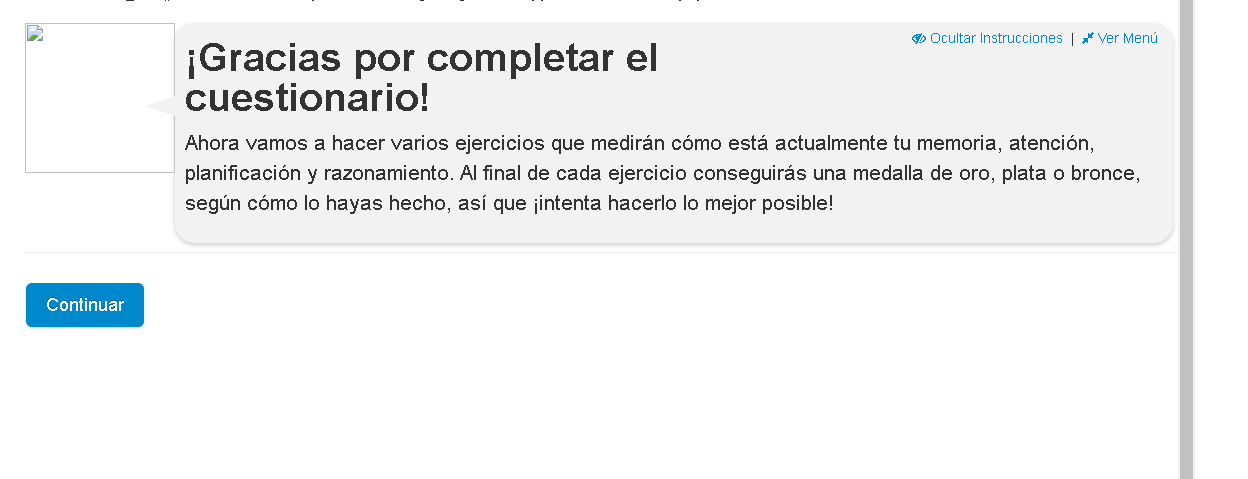 Ocultar Instrucciones | Ver Menú
¡Gracias por completar el
cuestionario!
Ahora vamos a hacer varios ejercicios que medirán cómo está actualmente tu memoria, atención,
planificación y razonamiento. Al final de cada ejercicio conseguirás una medalla de oro, plata o bronce,
según cómo lo hayas hecho, así que ¡intenta hacerlo lo mejor posible!
Continuar